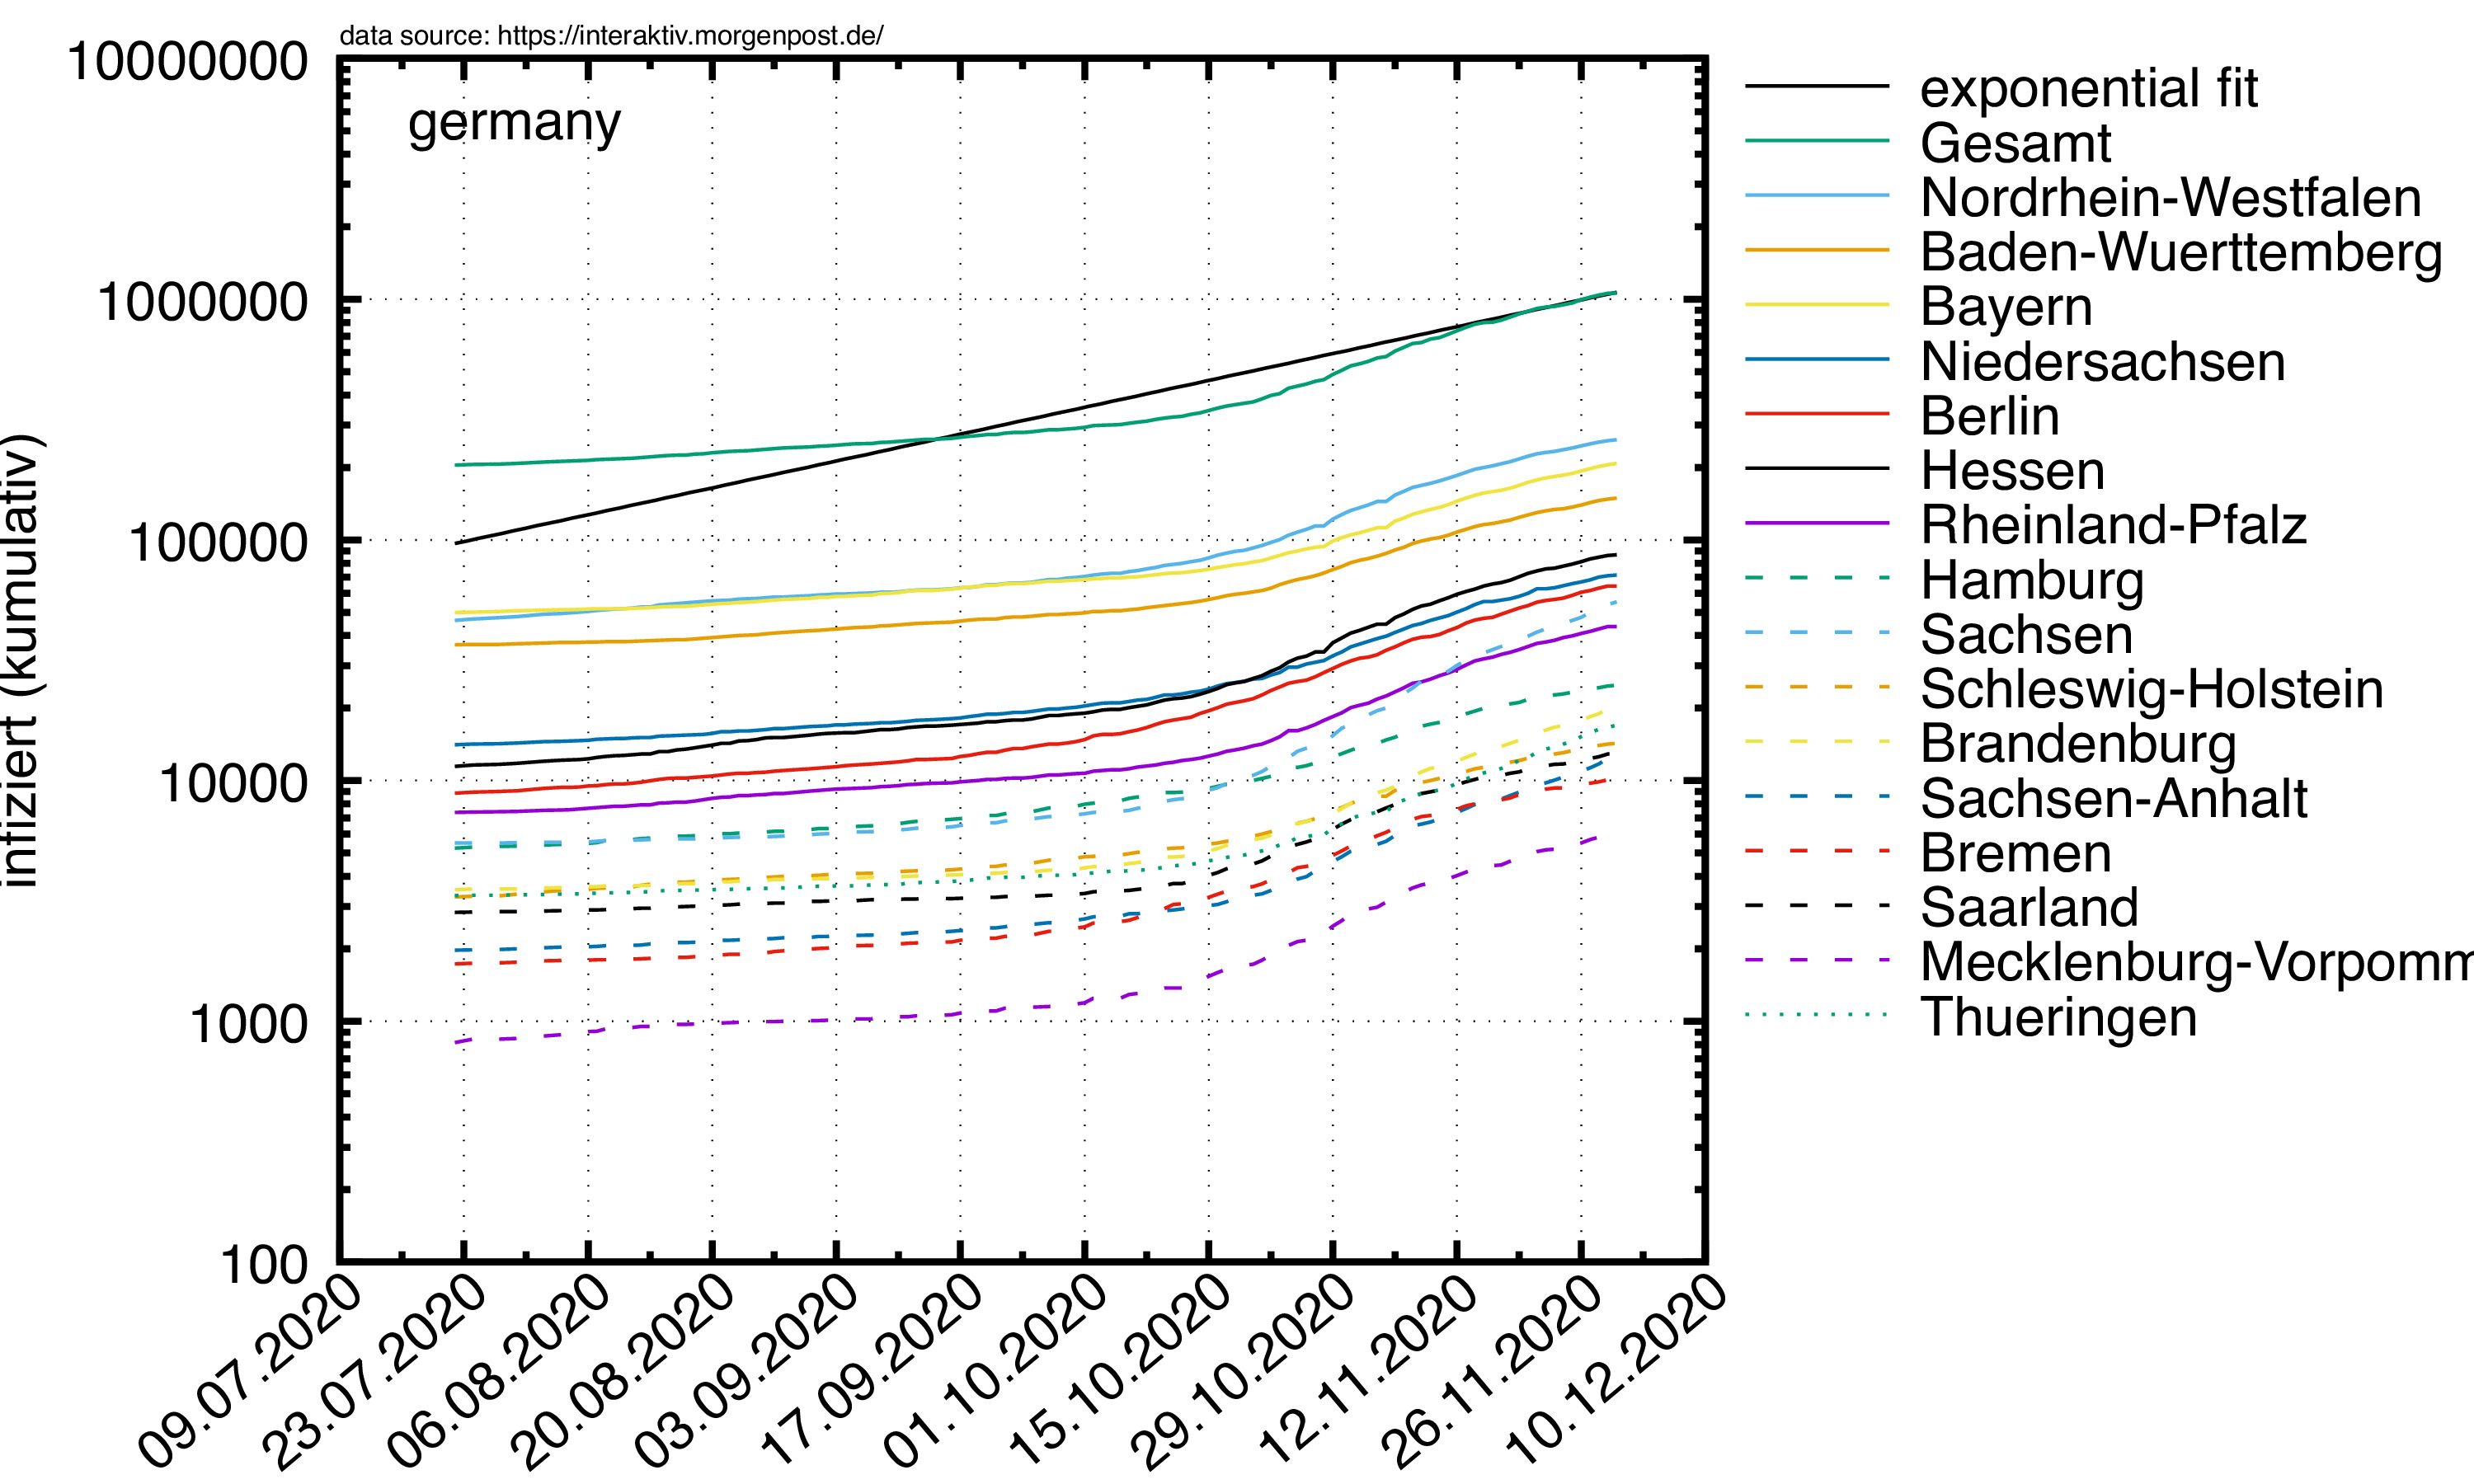 data source: https://interaktiv.morgenpost.de/
germany
infiziert (kumulativ)
10000000
1000000
100000
10000
1000
100
09.07.2020
23.07.2020
06.08.2020
20.08.2020
03.09.2020
17.09.2020
01.10.2020
15.10.2020
29.10.2020
12.11.2020
26.11.2020
10.12.2020
exponential fit
Gesamt
Nordrhein-Westfalen
Baden-Wuerttemberg
Bayern
Niedersachsen
Berlin
Hessen
Rheinland-Pfalz
Hamburg
Sachsen
Schleswig-Holstein
Brandenburg
Sachsen-Anhalt
Bremen
Saarland
Mecklenburg-Vorpomm
Thueringen